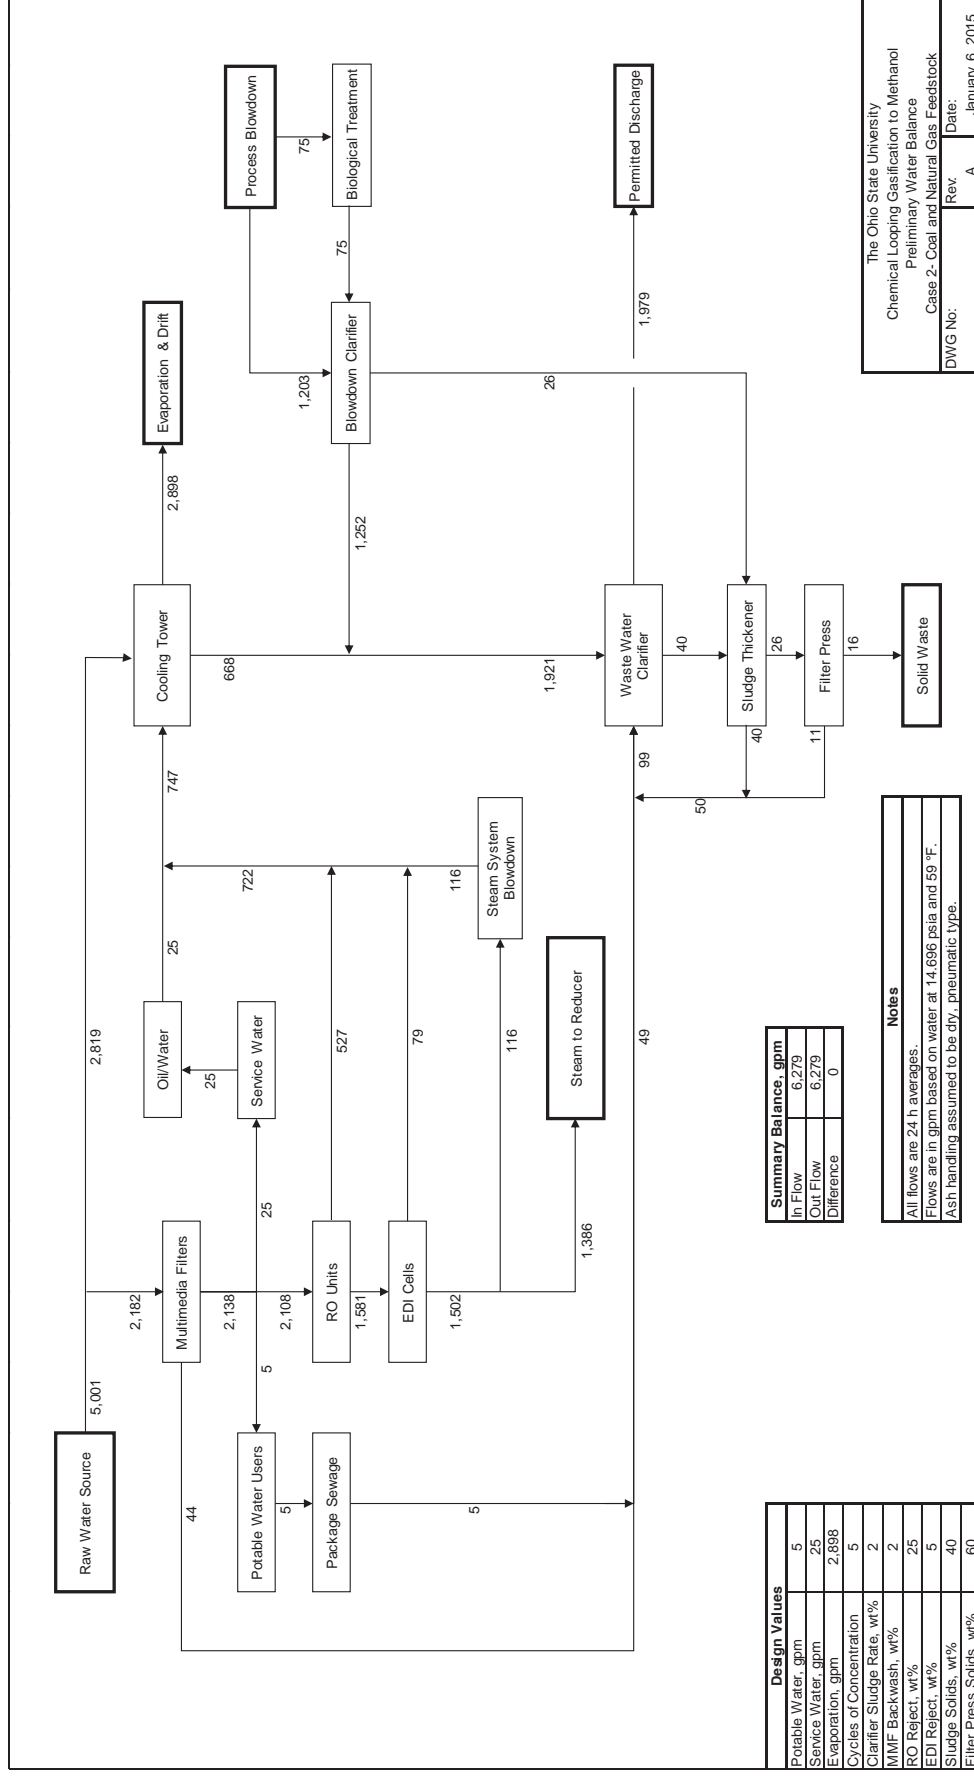 Raw Water Source
5,001
2,819
2,182
Multimedia Filters
44
2,138
5
25
Potable Water Users
5
Package Sewage
5
Service Water
25
Oil/Water
25
2,108
RO Units
527
1,581
EDI Cells
79
1,502
116
Steam System
Blowdown
116
722
747
1,386
Steam to Reducer
Cooling Tower
2,898
Evaporation & Drift
668
Process Blowdown
75
Biological Treatment
75
1,203
Blowdown Clarifier
1,252
26
1,921
49
99
Waste Water
Clarifier
1,979
Permitted Discharge
40
Sludge Thickener
40
26
Filter Press
11
50
16
Solid Waste
Design Values
Potable Water, gpm 5
Service Water, gpm 25
Evaporation, gpm 2,898
Cycles of Concentration 5
Clarifier Sludge Rate, wt% 2
MMF Backwash, wt% 2
RO Reject, wt% 25
EDI Reject, wt% 5
Sludge Solids, wt% 40
Filter Press Solids, wt% 60
Summary Balance, gpm
In Flow 6,279
Out Flow 6,279
Difference 0
Notes
All flows are 24 h averages.
Flows are in gpm based on water at 14.696 psia and 59 °F.
Ash handling assumed to be dry, pneumatic type.
The Ohio State University
Chemical Looping Gasification to Methanol
Preliminary Water Balance
Case 2- Coal and Natural Gas Feedstock
DWG No: Rev. Date:
A January 6, 2015